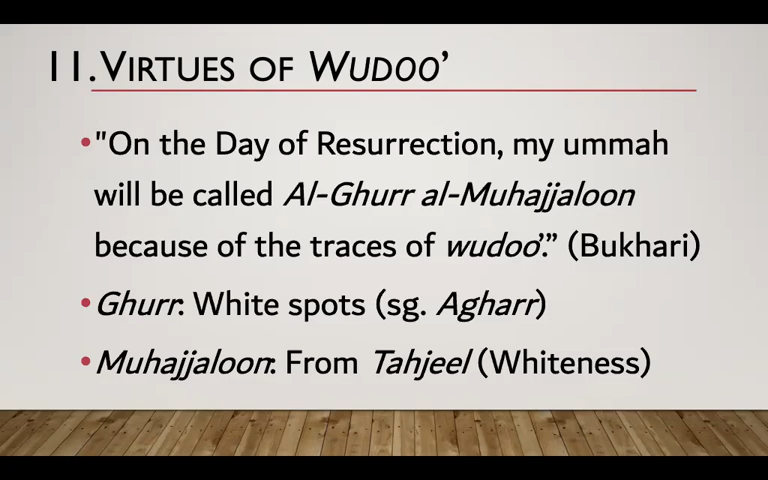 11. VIRTUES OF WUDOO'
•"On the Day of Resurrection, my ummah
will be called Al-Ghurr al-Muhajjaloon
because of the traces of wudoo'.” (Bukhari)
•Ghurr: White spots (sg. Agharr)
•Muhajjaloon: From Tahjeel (Whiteness)